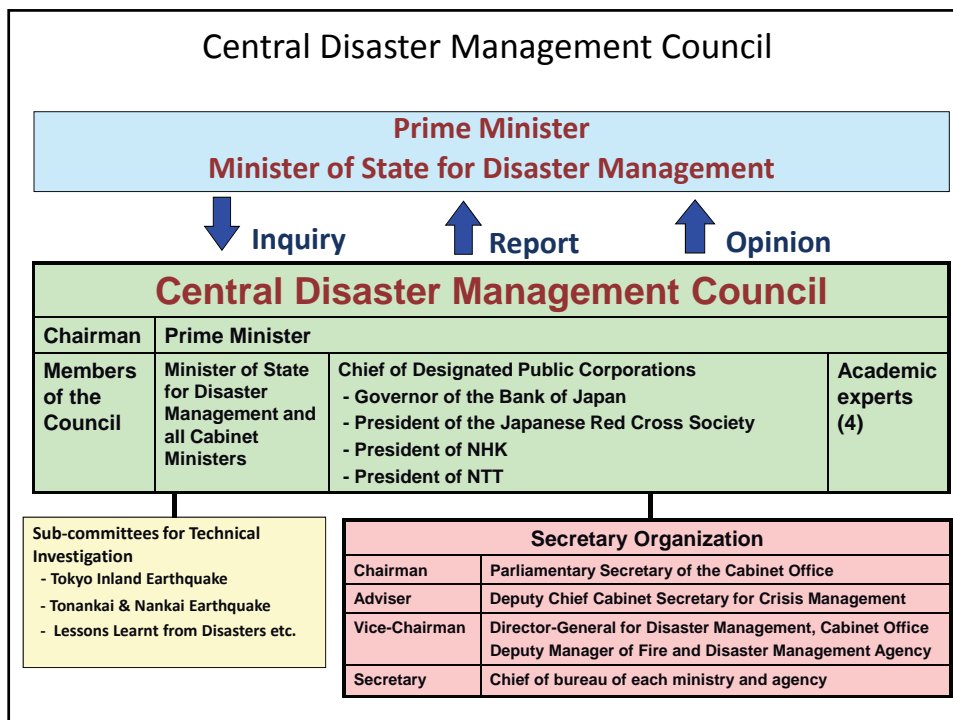 Central Disaster Management Council
Prime Minister
Minister of State for Disaster Management
Inquiry
Report
Opinion
Central Disaster Management Council
Chairman
Prime Minister
Members
of the
Council
Minister of State
for Disaster
Management and
all Cabinet
Ministers
Chief of Designated Public Corporations
- Governor of the Bank of Japan
- President of the Japanese Red Cross Society
- President of NHK
- President of NTT
Academic
experts
(4)
Sub-committees for Technical
Investigation
- Tokyo Inland Earthquake
- Tonankai & Nankai Earthquake
- Lessons Learnt from Disasters etc.
Secretary Organization
Chairman
Parliamentary Secretary of the Cabinet Office
Adviser
Deputy Chief Cabinet Secretary for Crisis Management
Vice-Chairman
Director-General for Disaster Management, Cabinet Office
Deputy Manager of Fire and Disaster Management Agency
Secretary
Chief of bureau of each ministry and agency